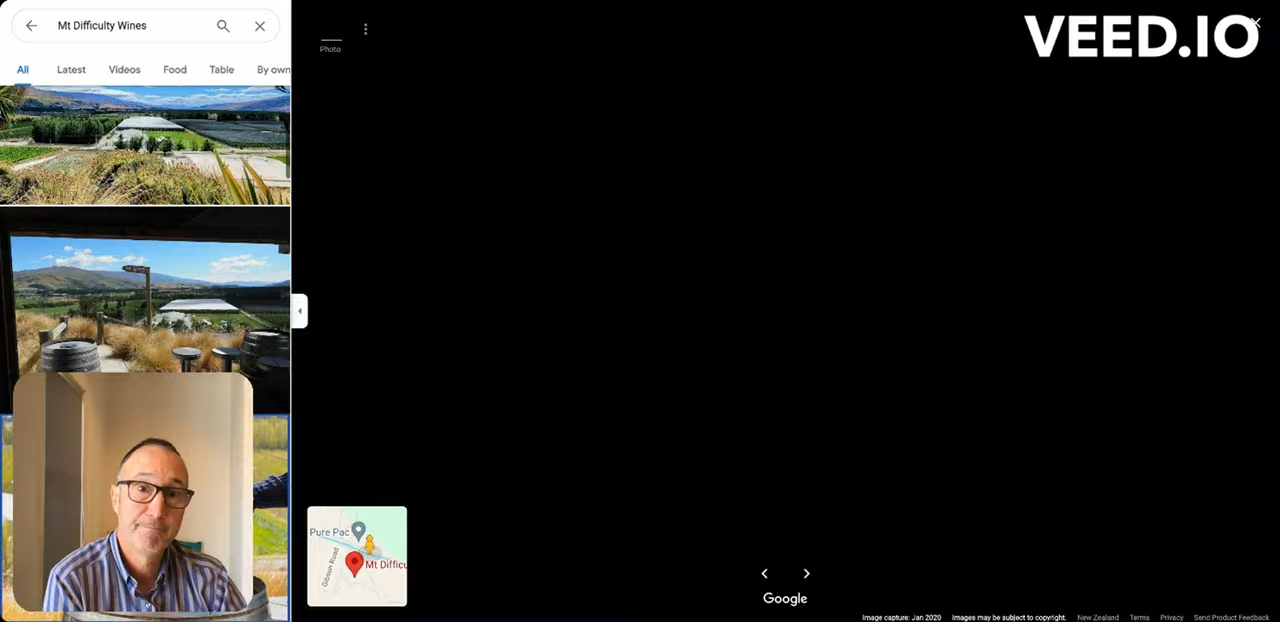 Mt Difficulty Wines
All Latest Videos Food Table By own
Photo
VEED.IO
Pure Pac
Gibson Road
Mt Difficu
Google
Image capture: Jan 2020 Images may be subject to copyright. New Zealand Terms Privacy Send Product Feedback